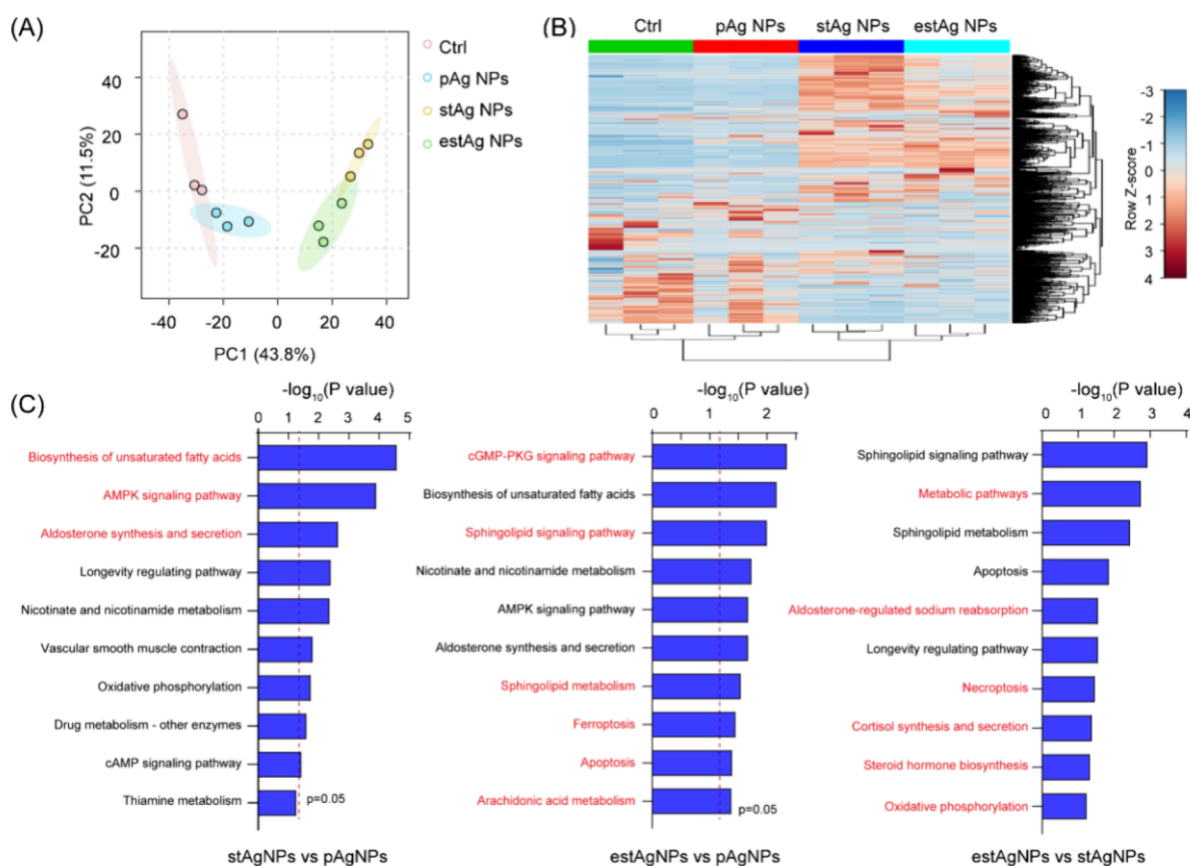 (A)
Ctrl
pAg NPs
stAg NPs
estAg NPs
PC2 (11.5%)
40
20
0
-20
-40 -20 0 20 40
PC1 (43.8%)
(B)
Ctrl pAg NPs stAg NPs estAg NPs
-3
-2
-1
0
1
2
3
4
Row Z-score
(C)
-log10(P value)
0 1 2 3 4 5
Biosynthesis of unsaturated fatty acids
AMPK signaling pathway
Aldosterone synthesis and secretion
Longevity regulating pathway
Nicotinate and nicotinamide metabolism
Vascular smooth muscle contraction
Oxidative phosphorylation
Drug metabolism - other enzymes
cAMP signaling pathway
Thiamine metabolism
p=0.05
stAgNPs vs pAgNPs
-log10(P value)
0 1 2
cGMP-PKG signaling pathway
Biosynthesis of unsaturated fatty acids
Sphingolipid signaling pathway
Nicotinate and nicotinamide metabolism
AMPK signaling pathway
Aldosterone synthesis and secretion
Sphingolipid metabolism
Ferroptosis
Apoptosis
Arachidonic acid metabolism
p=0.05
estAgNPs vs pAgNPs
-log10(P value)
0 1 2 3 4
Sphingolipid signaling pathway
Metabolic pathways
Sphingolipid metabolism
Apoptosis
Aldosterone-regulated sodium reabsorption
Longevity regulating pathway
Necroptosis
Cortisol synthesis and secretion
Steroid hormone biosynthesis
Oxidative phosphorylation
estAgNPs vs stAgNPs